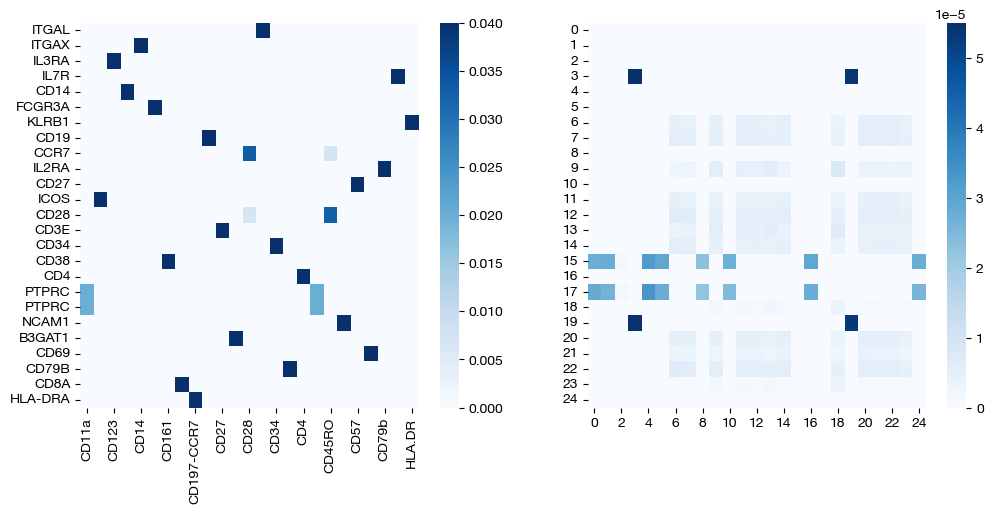 ITGAL
ITGAX
IL3RA
IL7R
CD14
FCGR3A
KLRB1
CD19
CCR7
IL2RA
CD27
ICOS
CD28
CD3E
CD34
CD38
CD4
PTPRC
PTPRC
NCAM1
B3GAT1
CD69
CD79B
CD8A
HLA-DRA
CD11a
CD123
CD14
CD161
CD197-CCR7
CD27
CD28
CD34
CD4
CD45RO
CD57
CD79b
HLA.DR
0.040
0.035
0.030
0.025
0.020
0.015
0.010
0.005
0.000
0
1
2
3
4
5
6
7
8
9
10
11
12
13
14
15
16
17
18
19
20
21
22
23
24
0 2 4 6 8 10 12 14 16 18 20 22 24
1e-5
5
4
3
2
1
0